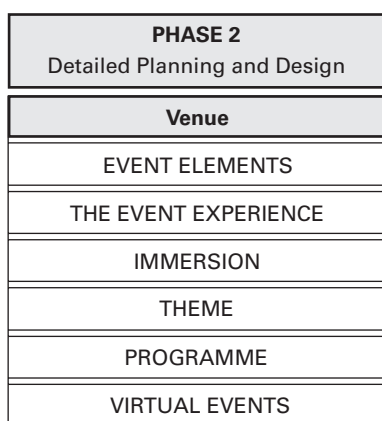 PHASE 2
Detailed Planning and Design
Venue
EVENT ELEMENTS
THE EVENT EXPERIENCE
IMMERSION
THEME
PROGRAMME
VIRTUAL EVENTS